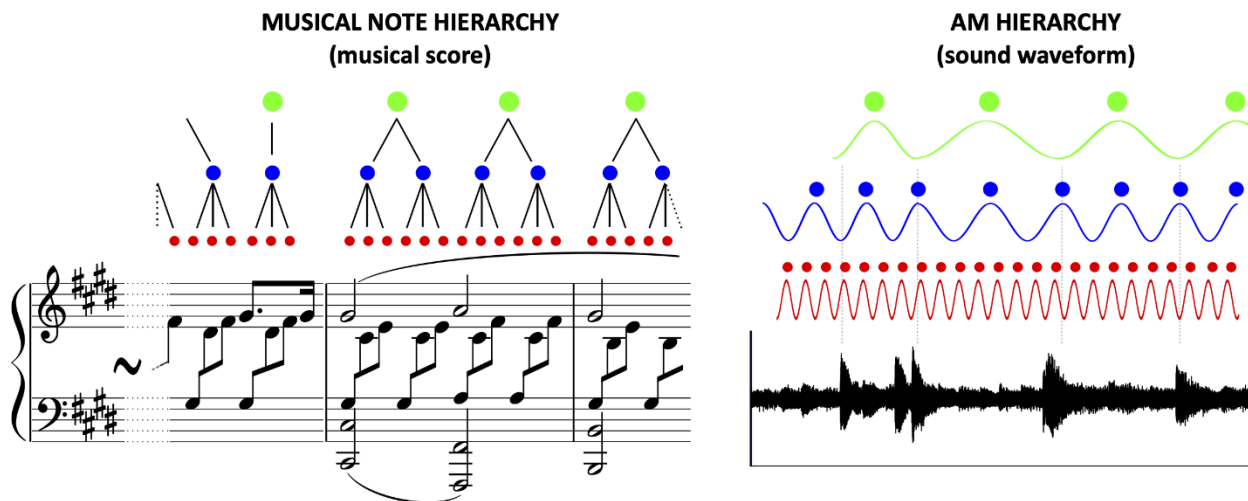 MUSICAL NOTE HIERARCHY
(musical score)
AM HIERARCHY
(sound waveform)